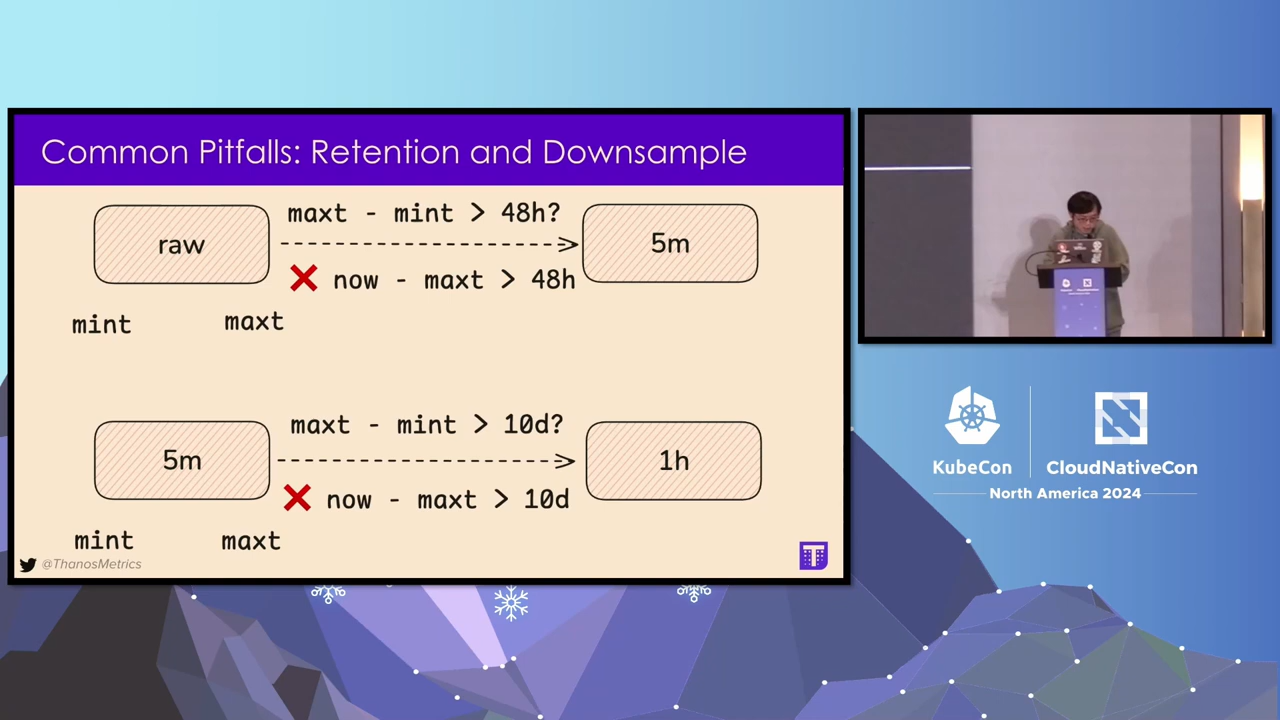 Common Pitfalls: Retention and Downsample
raw
maxt - mint > 48h?
5m
❌ now - maxt > 48h
mint
maxt
5m
maxt - mint > 10d?
1h
❌ now - maxt > 10d
mint
maxt
@ThanosMetrics
T
KubeCon
CloudNativeCon
North America 2024